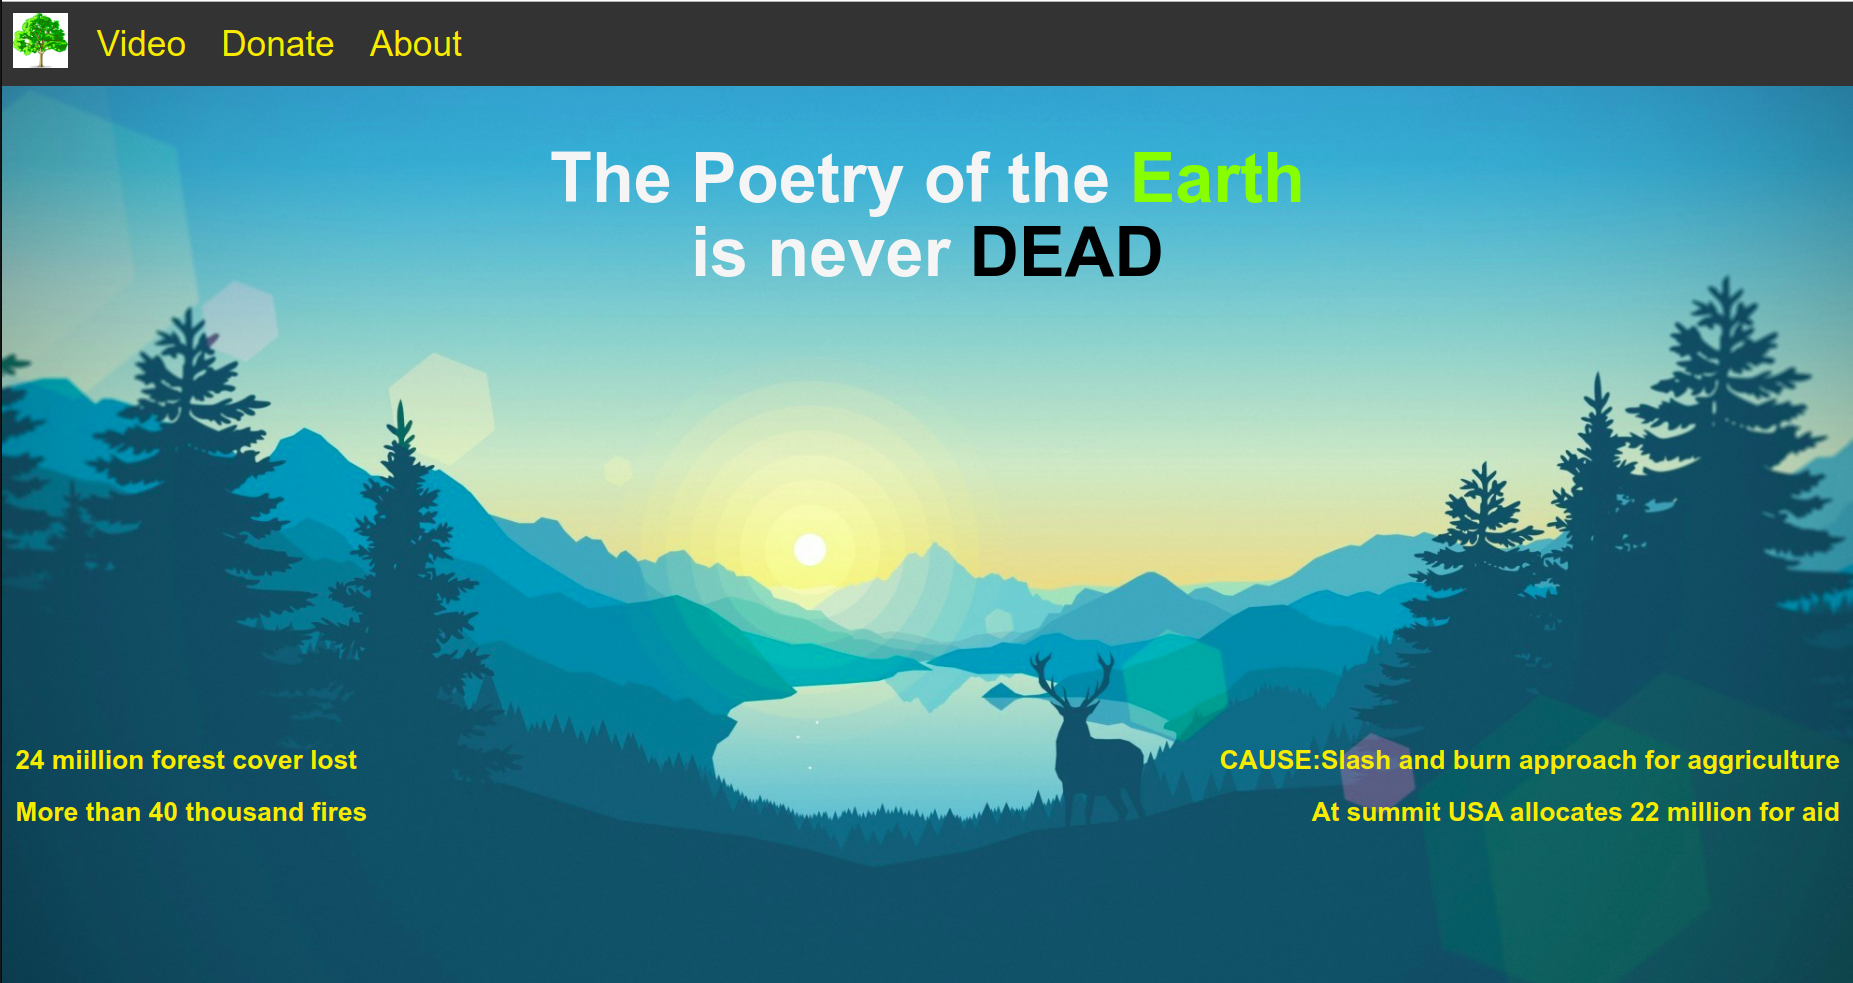 Video Donate About
The Poetry of the Earth
is never DEAD
24 miillion forest cover lost
More than 40 thousand fires
CAUSE:Slash and burn approach for aggriculture
At summit USA allocates 22 million for aid